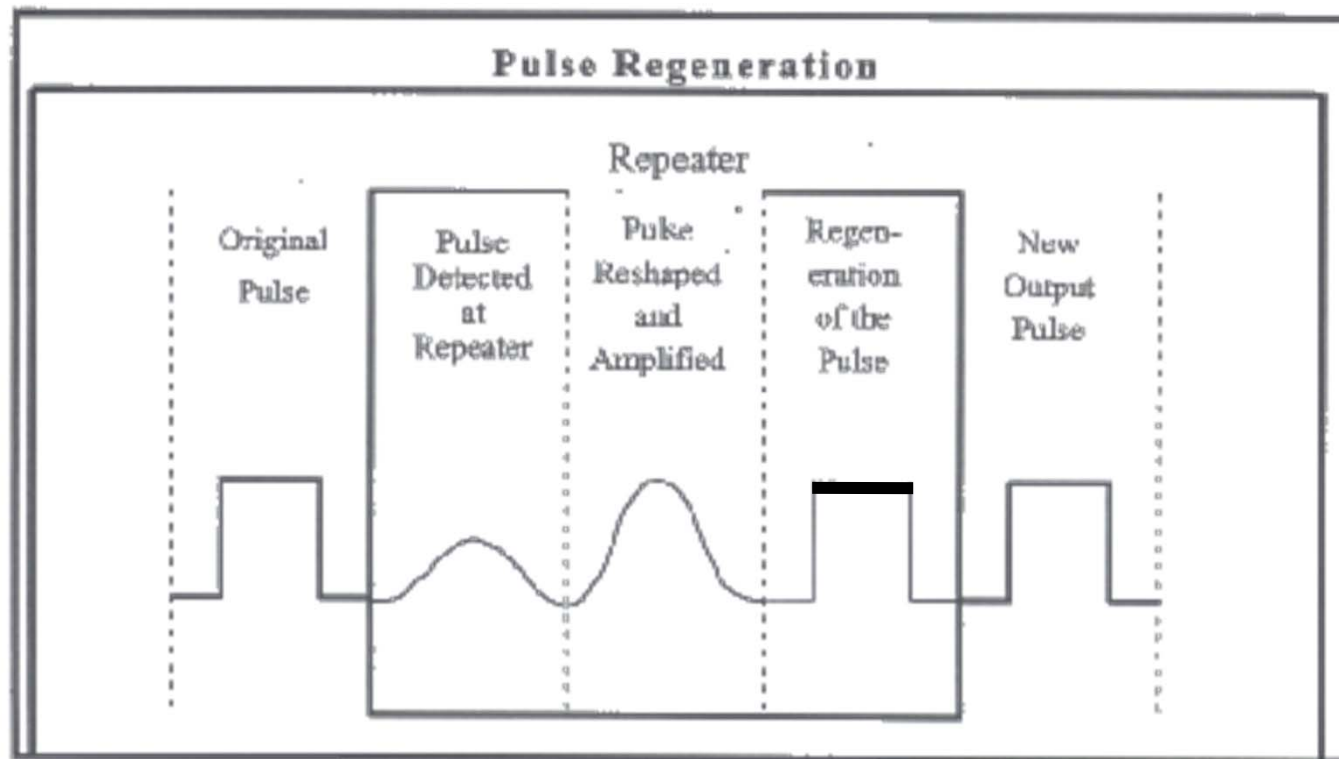 Pulse Regeneration
Repeater
Original
Pulse
Pulse
Detected
at
Repeater
Pulse
Reshaped
and
Amplified
Regen-
eration
of the
Pulse
New
Output
Pulse